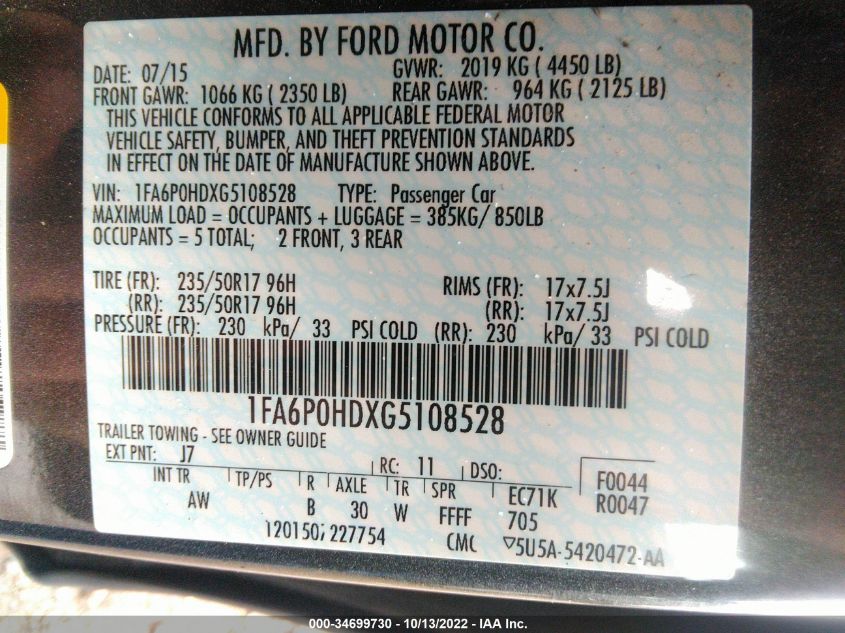 MFD. BY FORD MOTOR CO.
DATE: 07/15 GVWR: 2019 KG ( 4450 LB)
FRONT GAWR: 1066 KG ( 2350 LB) REAR GAWR: 964 KG ( 2125 LB)
THIS VEHICLE CONFORMS TO ALL APPLICABLE FEDERAL MOTOR
VEHICLE SAFETY, BUMPER, AND THEFT PREVENTION STANDARDS
IN EFFECT ON THE DATE OF MANUFACTURE SHOWN ABOVE.
VIN: 1FA6P0HDXG5108528 TYPE: Passenger Car
MAXIMUM LOAD = OCCUPANTS + LUGGAGE = 385KG/ 850LB
OCCUPANTS = 5 TOTAL; 2 FRONT, 3 REAR
TIRE (FR): 235/50R17 96H RIMS (FR): 17x7.5J
(RR): 235/50R17 96H (RR): 17x7.5J
PRESSURE (FR): 230 kPa/ 33 PSI COLD (RR): 230 kPa/ 33 PSI COLD
1FA6P0HDXG5108528
TRAILER TOWING - SEE OWNER GUIDE
EXT PNT: J7 RC: 11 DSO: F0044
INT TR TP/PS R AXLE TR SPR EC71K R0047
AW B 30 W FFFF 705
227754 CMC ▽5U5A-5420472-AA
000-34699730 - 10/13/2022 - IAA Inc.